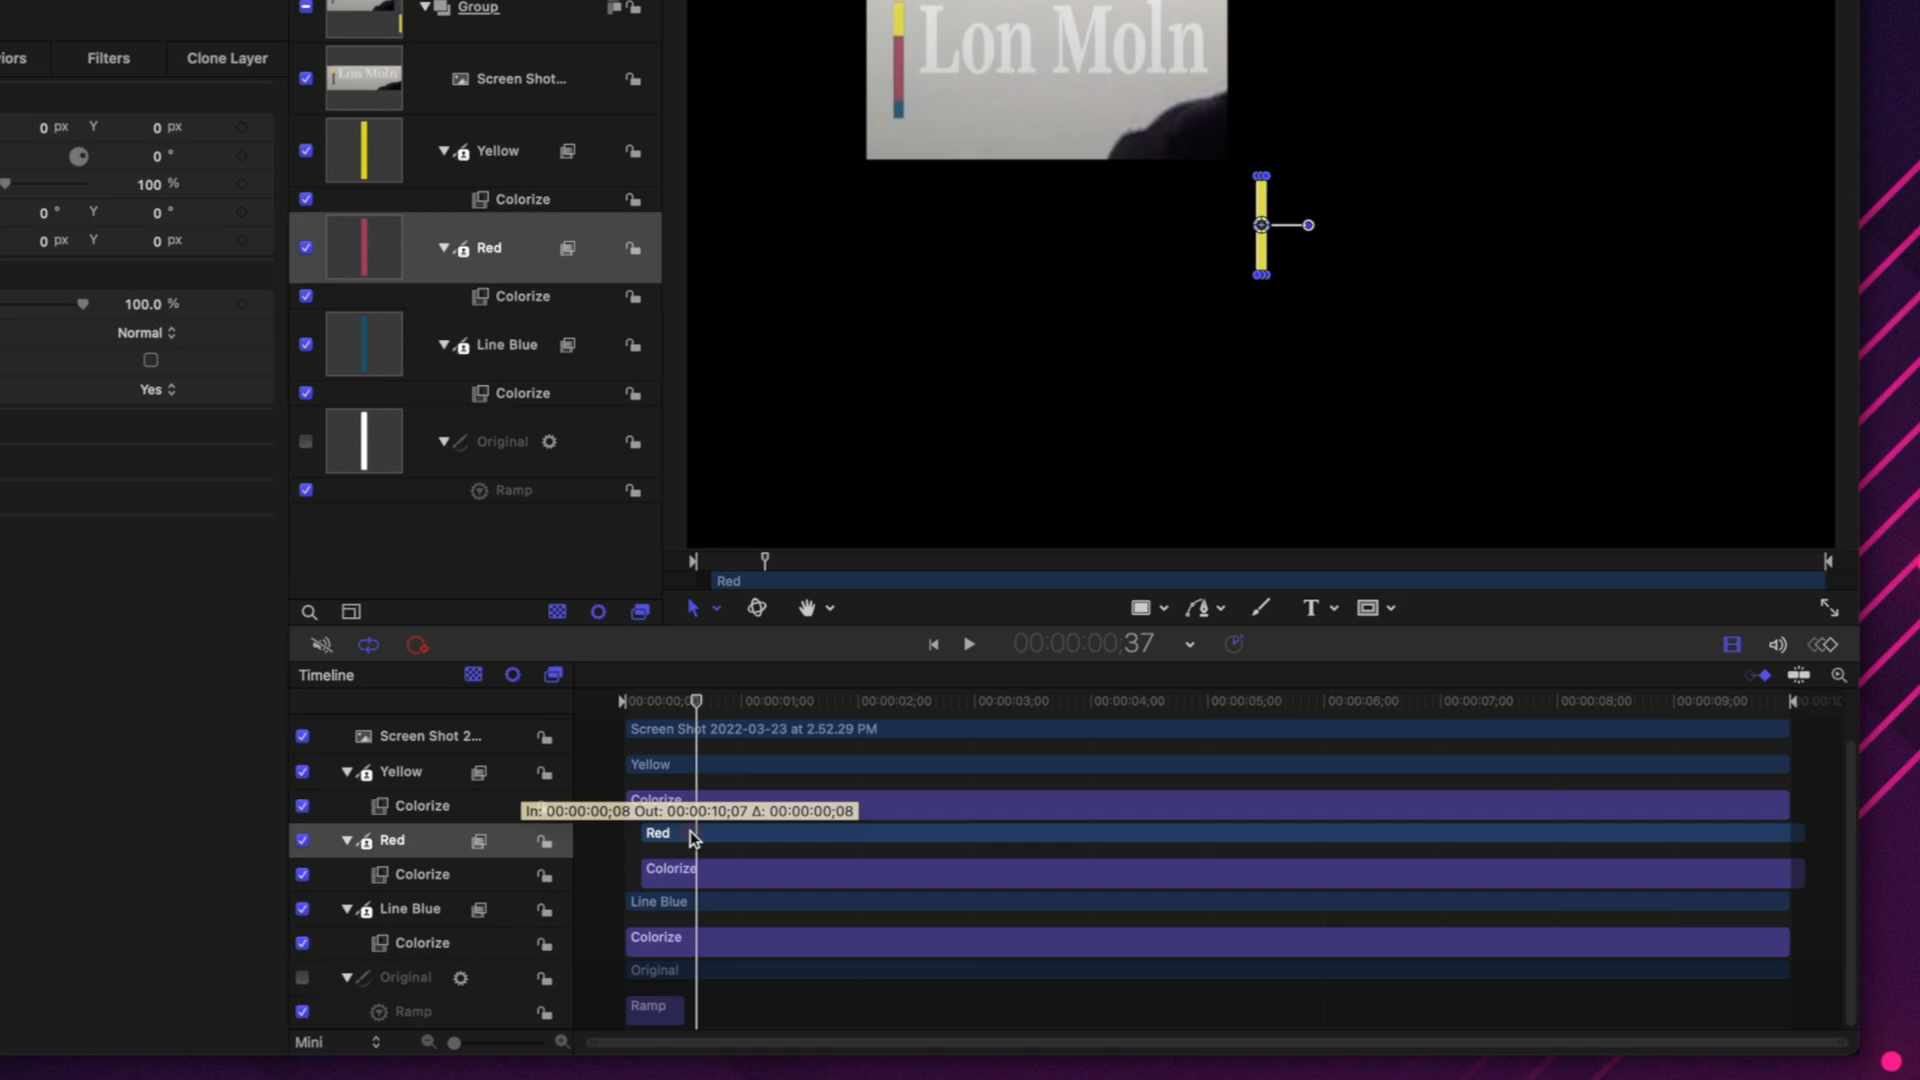 Group
iors
Filters
Clone Layer
Lon Moln
Screen Shot...
0 px Y 0 px
0 °
100 %
0 ° Y 0 °
0 px Y 0 px
Yellow
Colorize
Red
Colorize
100.0 %
Normal
Yes
Line Blue
Colorize
Original
Ramp
Red
T
00:00:00;37
Timeline
00:00:00;0
00:00:01;00
00:00:02;00
00:00:03;00
00:00:04;00
00:00:05;00
00:00:06;00
00:00:07;00
00:00:08;00
00:00:09;00
00:00:10
Screen Shot 2...
Screen Shot 2022-03-23 at 2.52.29 PM
Yellow
Yellow
Colorize
Colorize
In: 00:00:00;08 Out: 00:00:10;07 Δ: 00:00:00;08
Red
Red
Colorize
Colorize
Line Blue
Line Blue
Colorize
Colorize
Original
Original
Ramp
Ramp
Mini